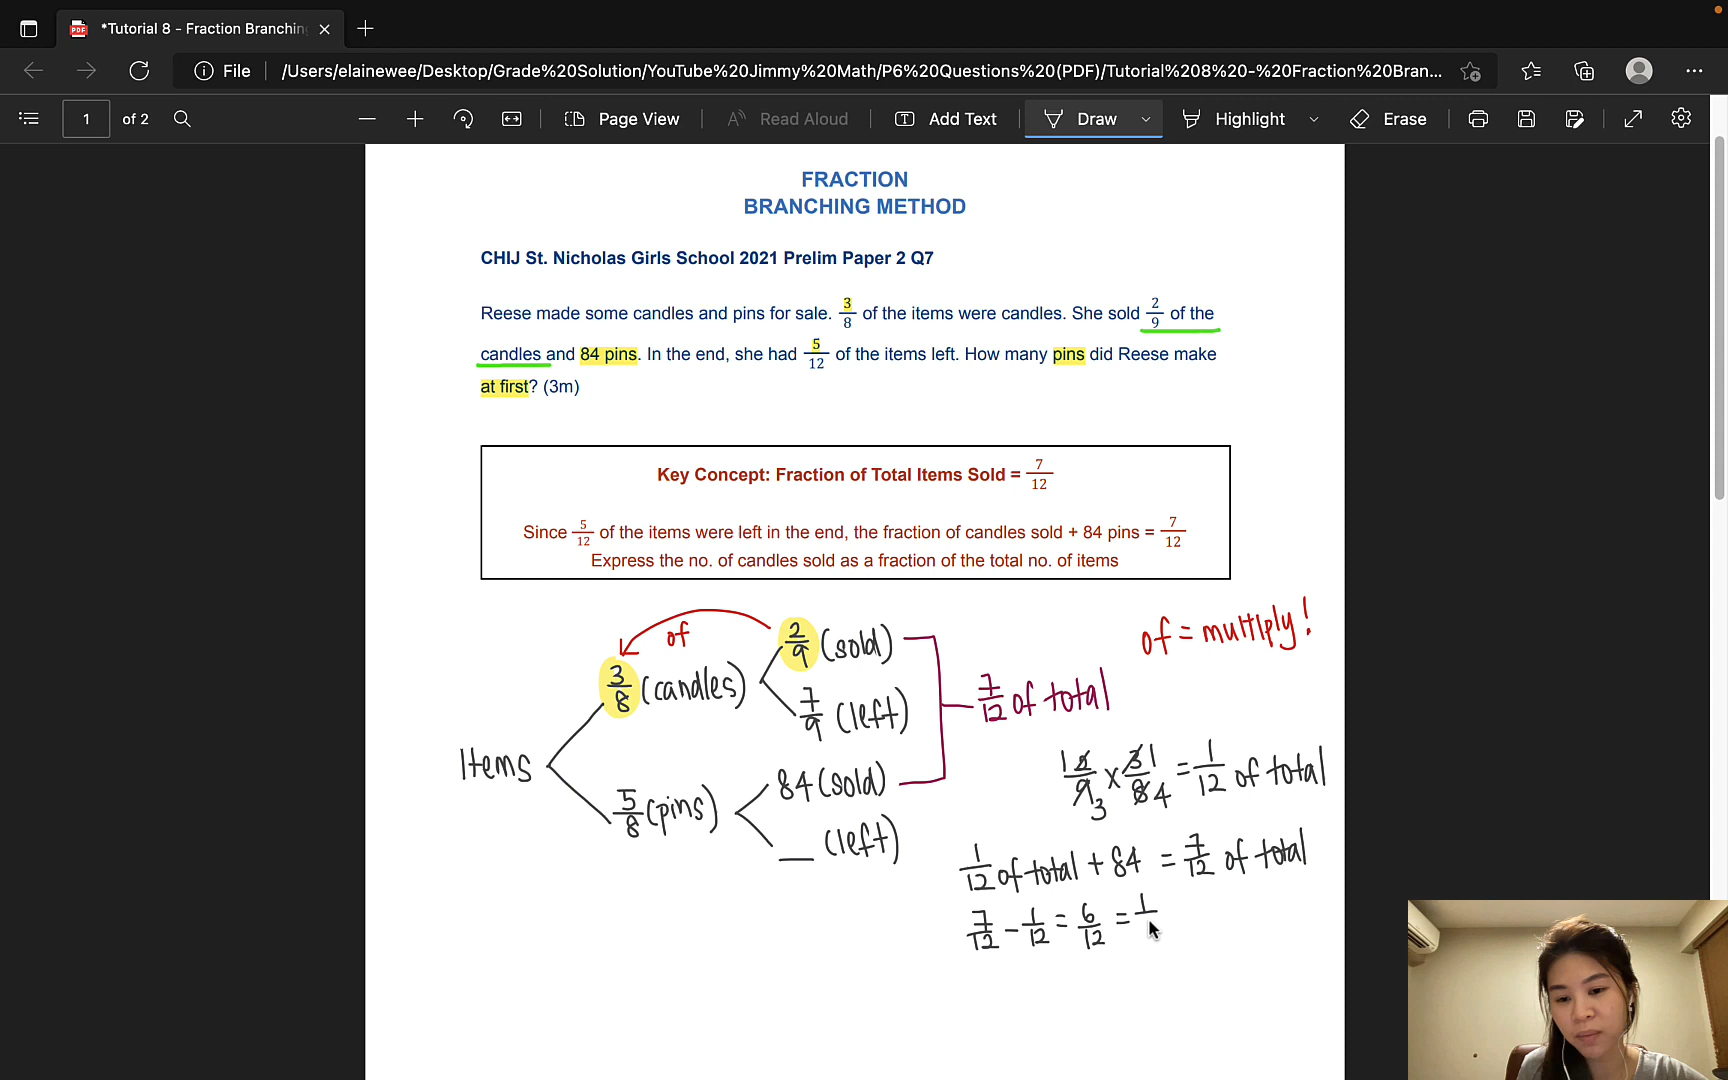 *Tutorial 8 - Fraction Branchin
File /Users/elainewee/Desktop/Grade%20Solution/YouTube%20Jimmy%20Math/P6%20Questions%20(PDF)/Tutorial%208%20-%20Fraction%20Bran...
1 of 2 Page View Read Aloud Add Text Draw Highlight Erase
FRACTION
BRANCHING METHOD
CHIJ St. Nicholas Girls School 2021 Prelim Paper 2 Q7
Reese made some candles and pins for sale. 3/8 of the items were candles. She sold 2/9 of the
candles and 84 pins. In the end, she had 5/12 of the items left. How many pins did Reese make
at first? (3m)
Key Concept: Fraction of Total Items Sold = 7/12
Since 5/12 of the items were left in the end, the fraction of candles sold + 84 pins = 7/12
Express the no. of candles sold as a fraction of the total no. of items
of
2/9 (sold)
of = multiply!
3/8 (candles)
7/9 (left)
7/12 of total
Items
84 (sold)
5/8 (pins)
__ (left)
1 2/9 3 x 3 1/8 4 = 1/12 of total
1/12 of total + 84 = 7/12 of total
7/12 - 1/12 = 6/12 = 1/